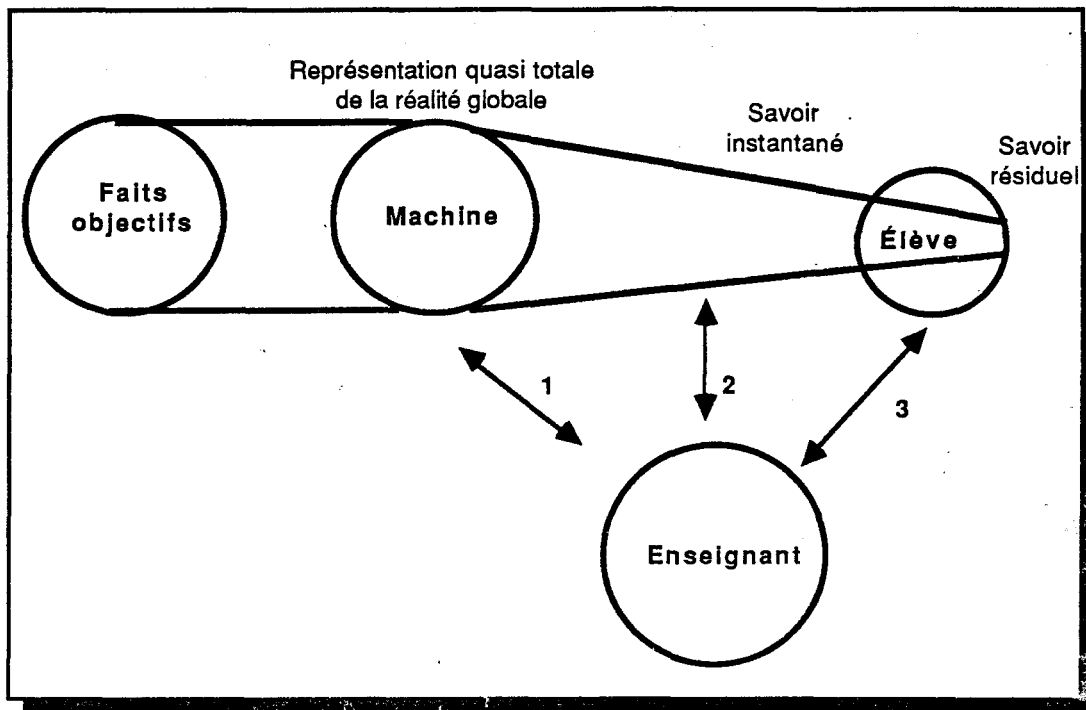 Représentation quasi totale
de la réalité globale
Savoir
instantané
Savoir
résiduel
Faits
objectifs
Machine
Élève
1
2
3
Enseignant